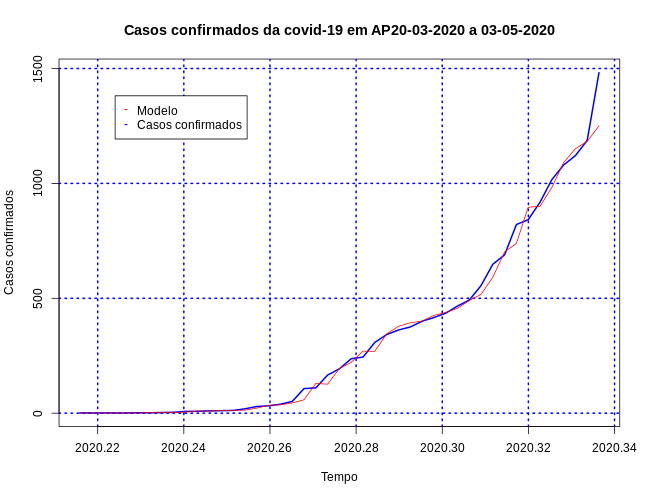 Casos confirmados da covid-19 em AP20-03-2020 a 03-05-2020
1500
1000
500
0
Casos confirmados
- Modelo
- Casos confirmados
2020.22 2020.24 2020.26 2020.28 2020.30 2020.32 2020.34
Tempo